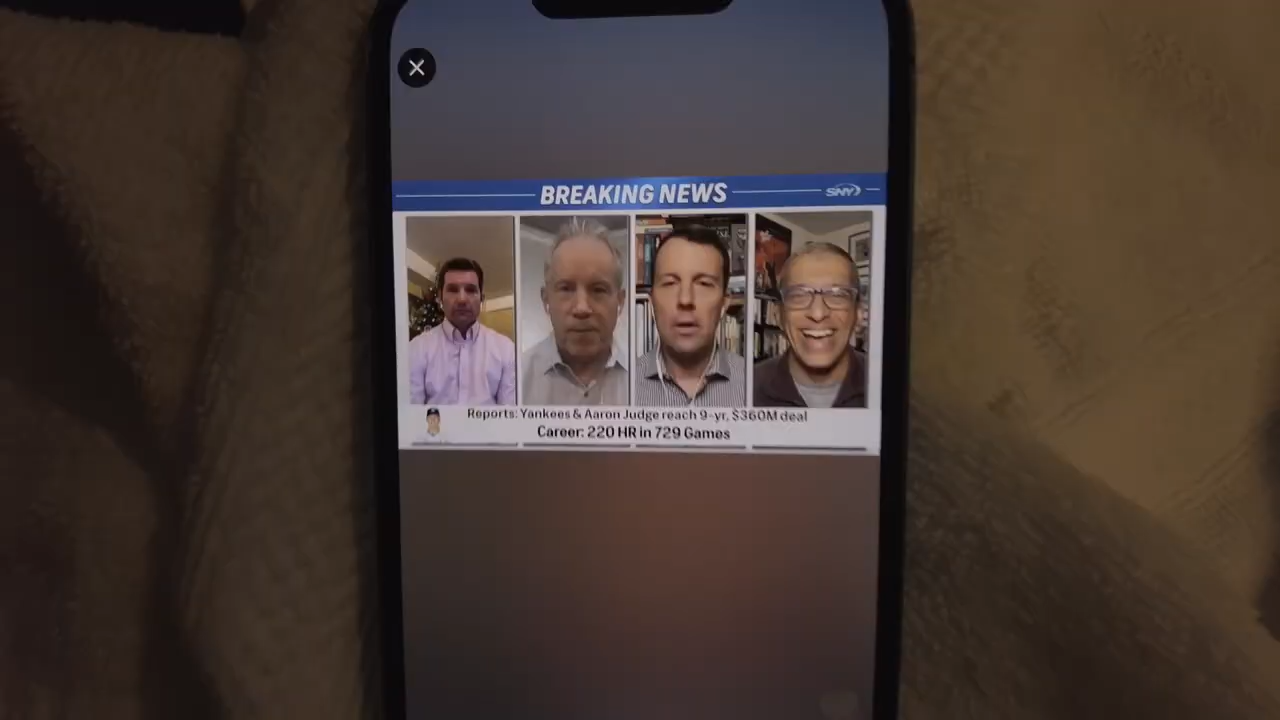 BREAKING NEWS
SNY
Reports: Yankees & Aaron Judge reach 9-yr, $360M deal
Career: 220 HR in 729 Games